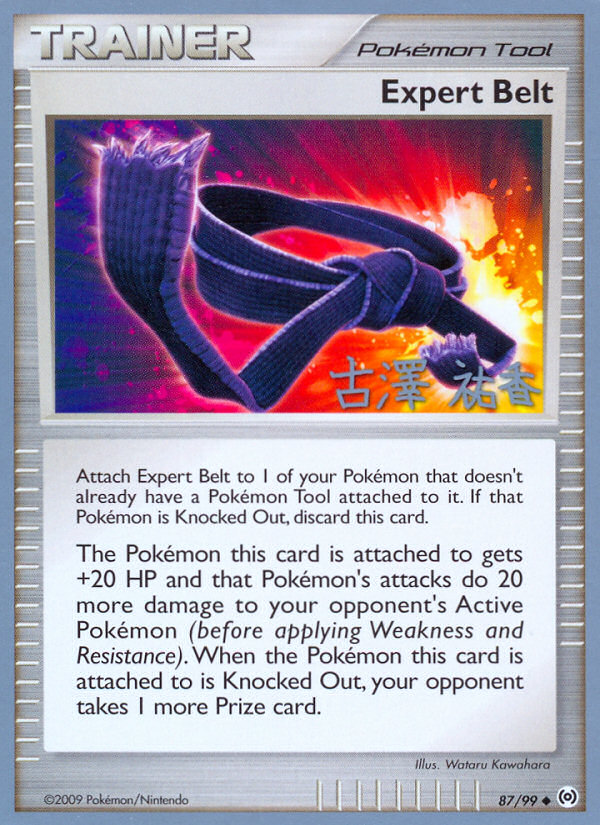 TRAINER
Pokémon Tool
Expert Belt
古澤 祐香
Attach Expert Belt to 1 of your Pokémon that doesn't
already have a Pokémon Tool attached to it. If that
Pokémon is Knocked Out, discard this card.
The Pokémon this card is attached to gets
+20 HP and that Pokémon's attacks do 20
more damage to your opponent's Active
Pokémon (before applying Weakness and
Resistance). When the Pokémon this card is
attached to is Knocked Out, your opponent
takes 1 more Prize card.
Illus. Wataru Kawahara
©2009 Pokémon/Nintendo
87/99